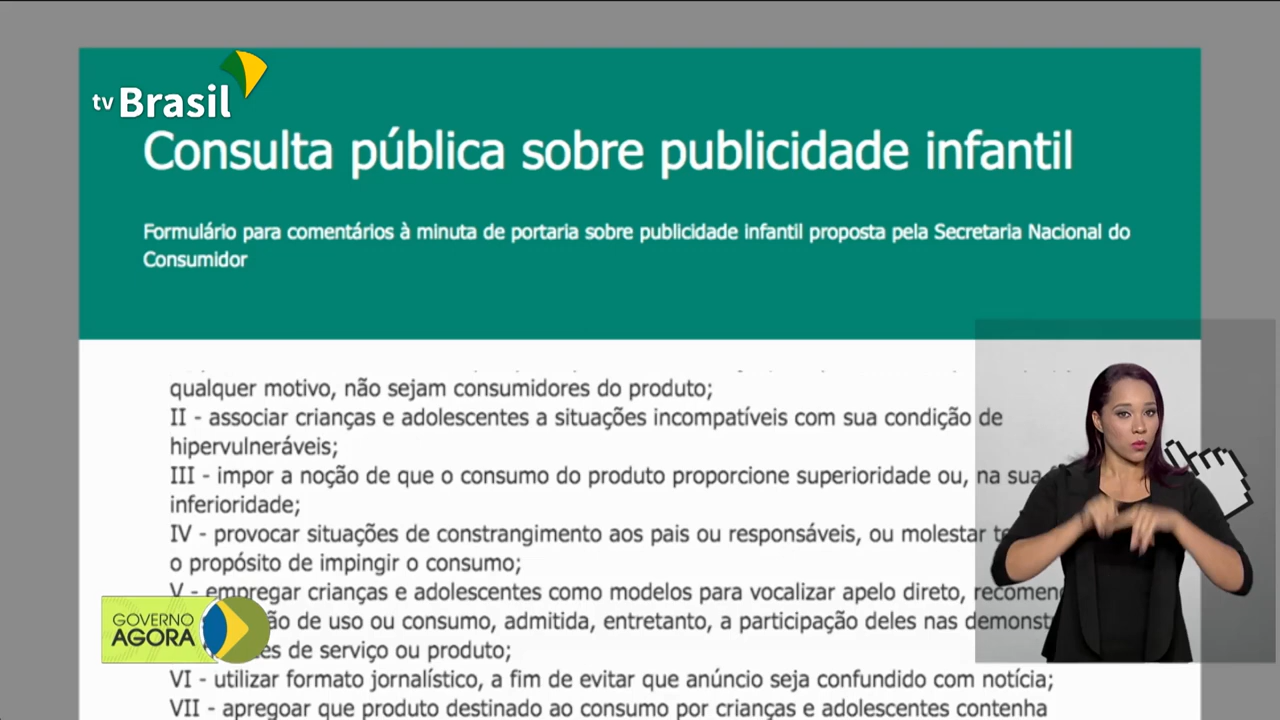 tv Brasil
Consulta pública sobre publicidade infantil
Formulário para comentários à minuta de portaria sobre publicidade infantil proposta pela Secretaria Nacional do
Consumidor
qualquer motivo, não sejam consumidores do produto;
II - associar crianças e adolescentes a situações incompatíveis com sua condição de
hipervulneráveis;
III - impor a noção de que o consumo do produto proporcione superioridade ou, na sua
inferioridade;
IV - provocar situações de constrangimento aos pais ou responsáveis, ou molestar
o propósito de impingir o consumo;
V - empregar crianças e adolescentes como modelos para vocalizar apelo direto,
de uso ou consumo, admitida, entretanto, a participação deles nas
de serviço ou produto;
VI - utilizar formato jornalístico, a fim de evitar que anúncio seja confundido com notícia;
VII - apregoar que produto destinado ao consumo por crianças e adolescentes contenha
GOVERNO
AGORA